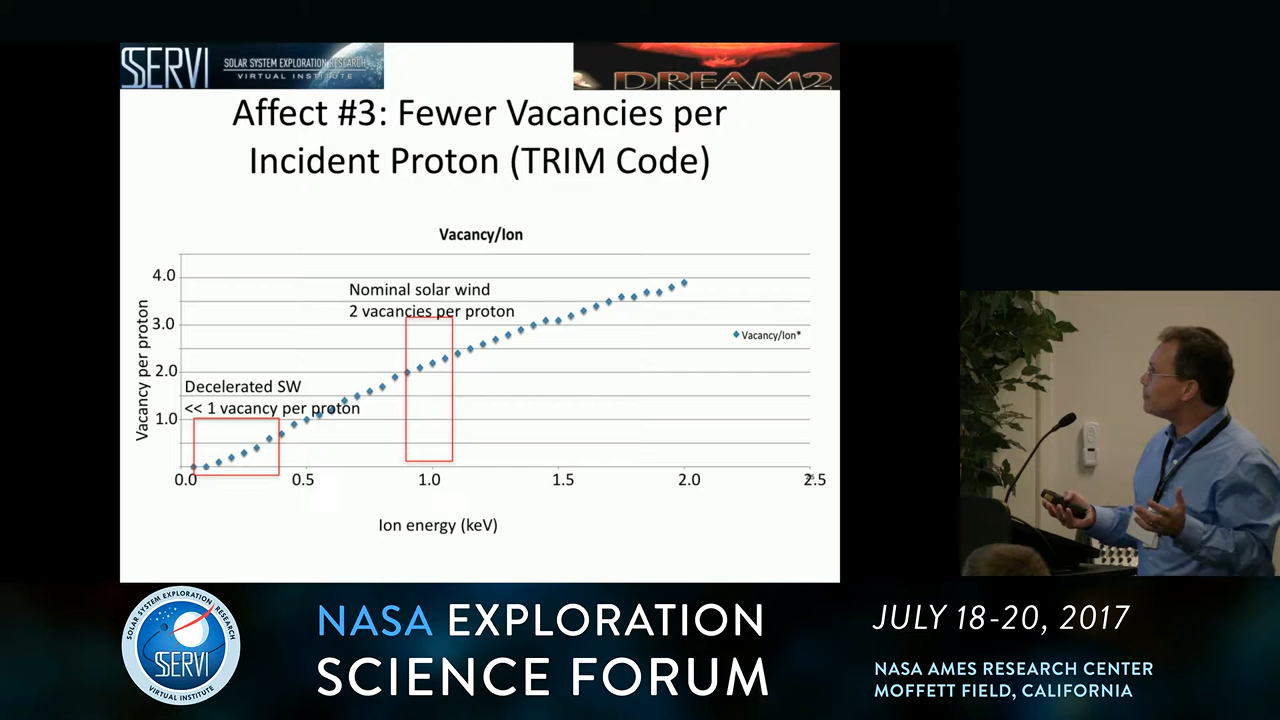 SSERVI
SOLAR SYSTEM EXPLORATION RESEARCH
VIRTUAL INSTITUTE
DREAM2
Affect #3: Fewer Vacancies per
Incident Proton (TRIM Code)
Vacancy/Ion
Vacancy per proton
4.0
3.0
2.0
1.0
Nominal solar wind
2 vacancies per proton
Decelerated SW
<< 1 vacancy per proton
Vacancy/Ion*
0.0
0.5
1.0
1.5
2.0
2.5
Ion energy (keV)
SOLAR SYSTEM EXPLORATION RESEARCH
SSERVI
VIRTUAL INSTITUTE
NASA EXPLORATION
SCIENCE FORUM
JULY 18-20, 2017
NASA AMES RESEARCH CENTER
MOFFETT FIELD, CALIFORNIA